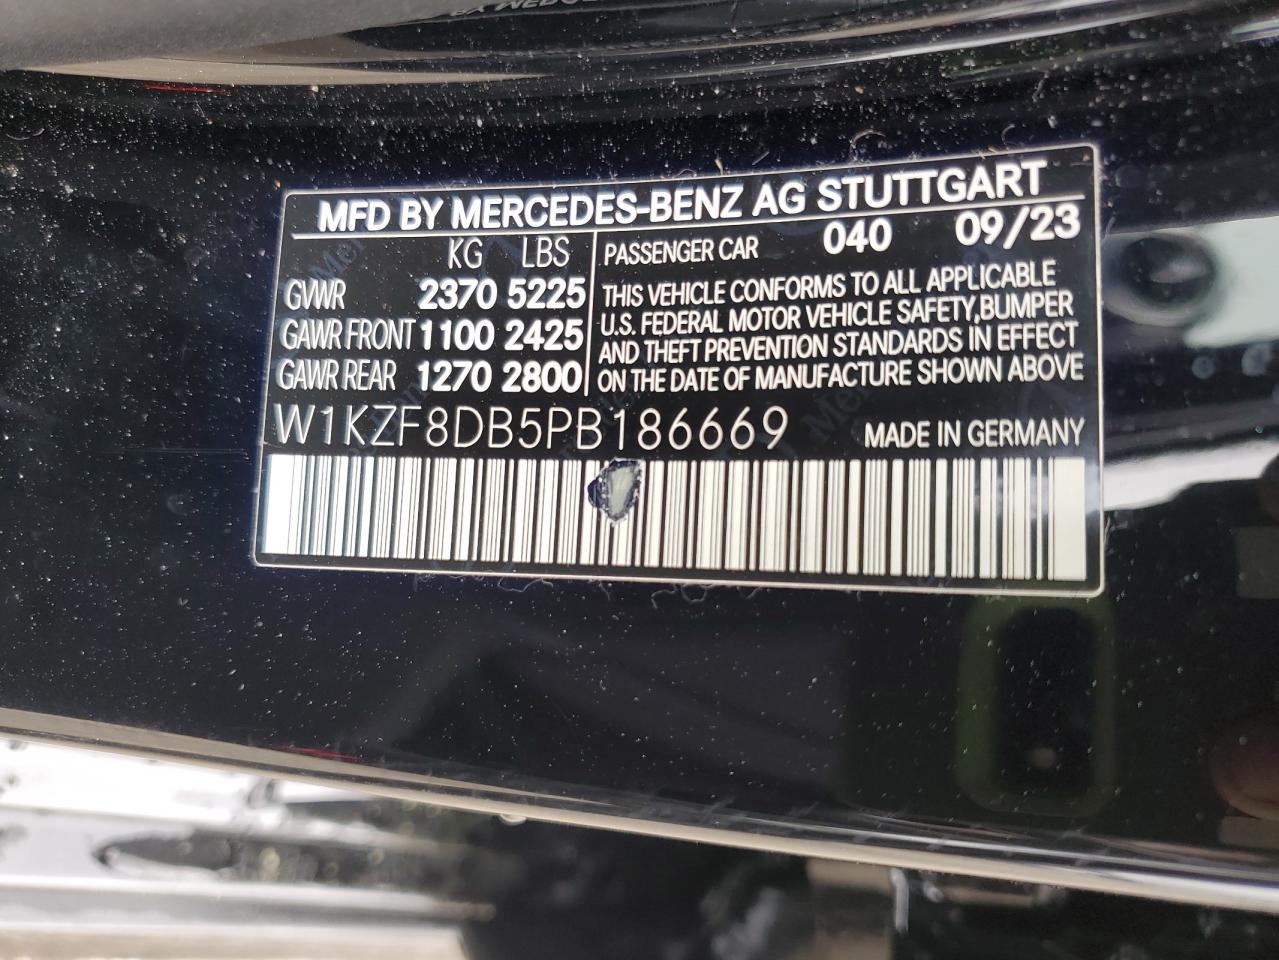 MFD BY MERCEDES-BENZ AG STUTTGART
KG LBS
GVWR 2370 5225
GAWR FRONT 1100 2425
GAWR REAR 1270 2800
PASSENGER CAR 040 09/23
THIS VEHICLE CONFORMS TO ALL APPLICABLE
U.S. FEDERAL MOTOR VEHICLE SAFETY,BUMPER
AND THEFT PREVENTION STANDARDS IN EFFECT
ON THE DATE OF MANUFACTURE SHOWN ABOVE
W1KZF8DB5PB186669 MADE IN GERMANY